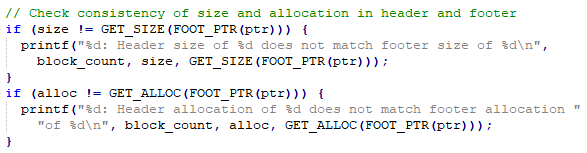 // Check consistency of size and allocation in header and footer
if (size != GET_SIZE(FOOT_PTR(ptr))) {
  printf("%d: Header size of %d does not match footer size of %d\n",
    block_count, size, GET_SIZE(FOOT_PTR(ptr)));
}
if (alloc != GET_ALLOC(FOOT_PTR(ptr))) {
  printf("%d: Header allocation of %d does not match footer allocation "
    "of %d\n", block_count, alloc, GET_ALLOC(FOOT_PTR(ptr)));
}